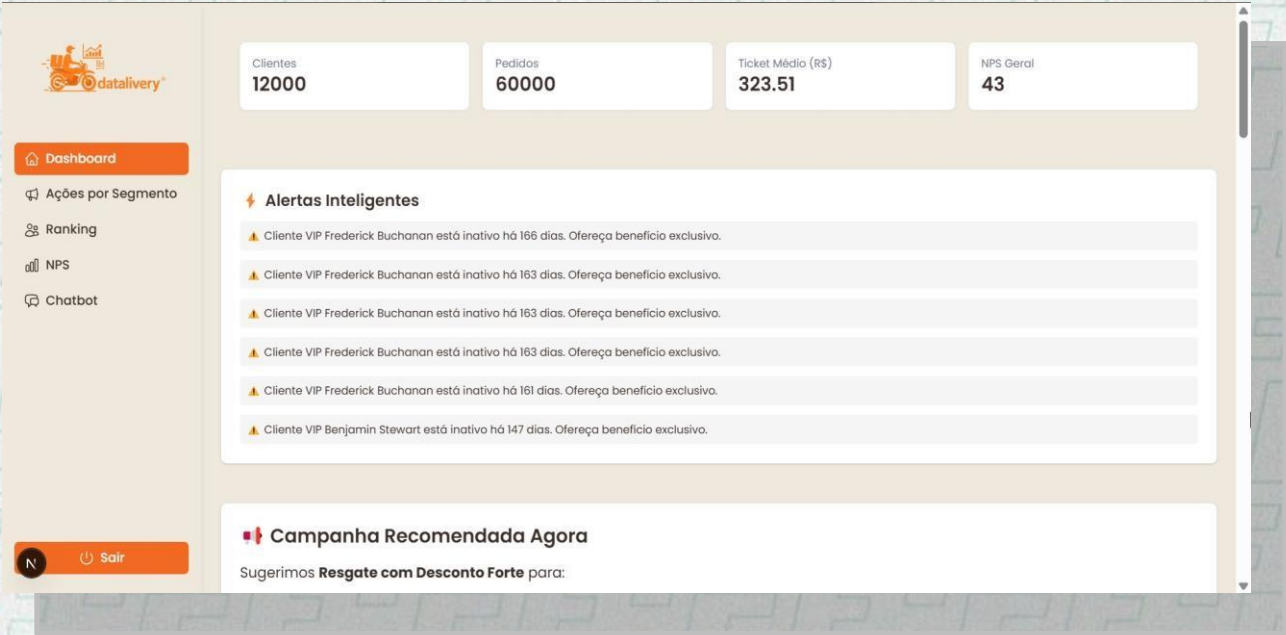 datalivery
Clientes
12000
Pedidos
60000
Ticket Médio (R$)
323.51
NPS Geral
43
Dashboard
Ações por Segmento
Ranking
NPS
Chatbot
Alertas Inteligentes
Cliente VIP Frederick Buchanan está inativo há 166 dias. Ofereça benefício exclusivo.
Cliente VIP Frederick Buchanan está inativo há 163 dias. Ofereça benefício exclusivo.
Cliente VIP Frederick Buchanan está inativo há 163 dias. Ofereça benefício exclusivo.
Cliente VIP Frederick Buchanan está inativo há 163 dias. Ofereça benefício exclusivo.
Cliente VIP Frederick Buchanan está inativo há 161 dias. Ofereça benefício exclusivo.
Cliente VIP Benjamin Stewart está inativo há 147 dias. Ofereça benefício exclusivo.
Campanha Recomendada Agora
Sugerimos Resgate com Desconto Forte para:
N
Sair